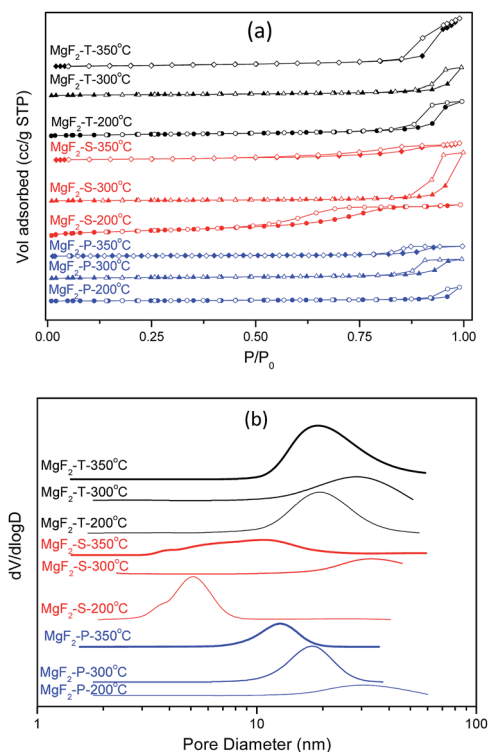 (a)
MgF₂-T-350°C
MgF₂-T-300°C
MgF₂-T-200°C
MgF₂-S-350°C
MgF₂-S-300°C
MgF₂-S-200°C
MgF₂-P-350°C
MgF₂-P-300°C
MgF₂-P-200°C
Vol adsorbed (cc/g STP)
0.00 0.25 0.50 0.75 1.00
P/P₀
(b)
MgF₂-T-350°C
MgF₂-T-300°C
MgF₂-T-200°C
MgF₂-S-350°C
MgF₂-S-300°C
MgF₂-S-200°C
MgF₂-P-350°C
MgF₂-P-300°C
MgF₂-P-200°C
dV/dlogD
1 10 100
Pore Diameter (nm)